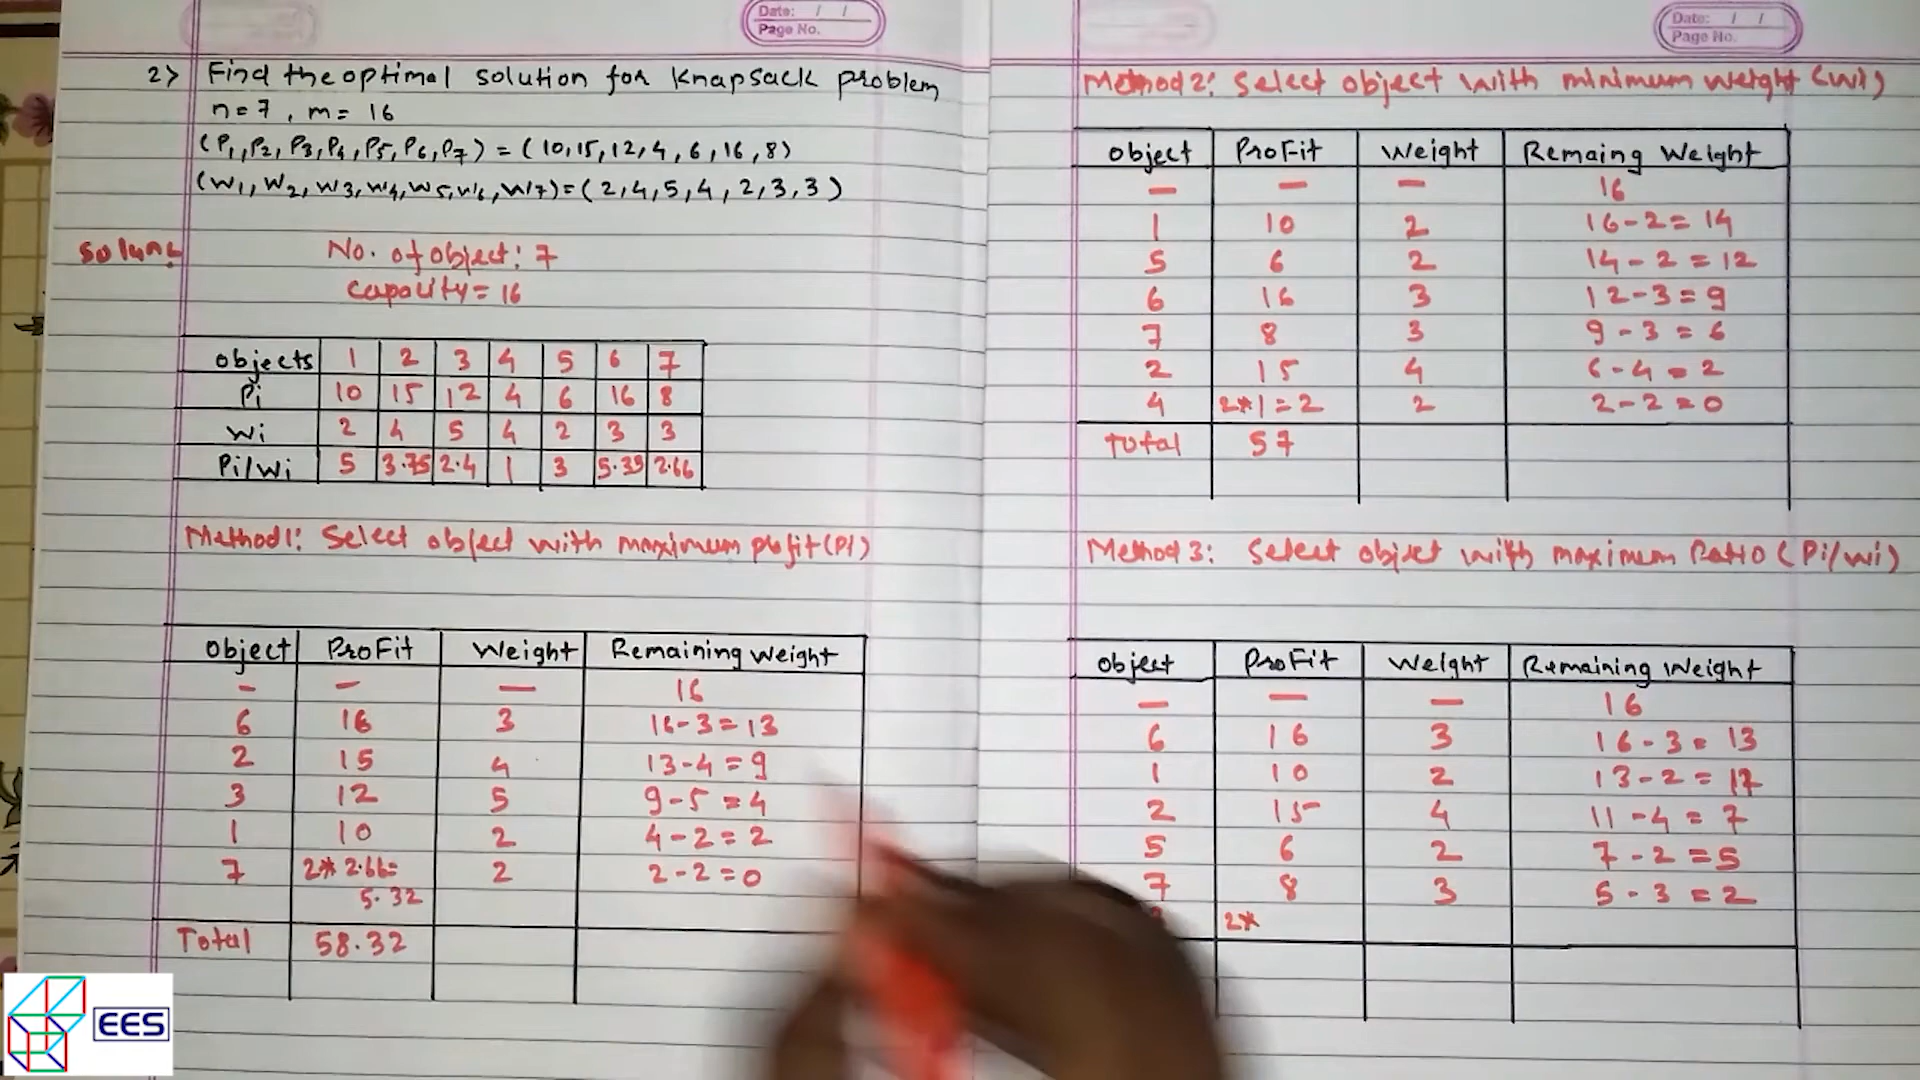 Date: / /
Page No.
2> Find the optimal solution for Knapsack problem
n=7, m= 16
(P1,P2, P3,P4,P5,P6,P7) = (10,15,12,4,6,16,8)
(W1,W2,W3,W4,W5,W6,W7)=(2,4,5,4,2,3,3)
No. of object: 7
capacity= 16
objects 1 2 3 4 5 6 7
Pi 10 15 12 4 6 16 8
Wi 2 4 5 4 2 3 3
Pi/Wi 5 3.75 2.4 1 3 5.33 2.66
Method1: Select object with maximum profit(Pi)
Object ProFit Weight Remaining weight
- - - 16
6 16 3 16-3=13
2 15 4 13-4=9
3 12 5 9-5=4
1 10 2 4-2=2
7 2*2.66= 2 2-2=0
5.32
Total 58.32
EES
Date: / /
Page No.
Method2: Select object with minimum weight (Wi)
Object ProFit Weight Remaing Weight
- - - 16
1 10 2 16-2=14
5 6 2 14-2=12
6 16 3 12-3=9
7 8 3 9-3=6
2 15 4 6-4=2
4 2*1=2 2 2-2=0
Total 57
Method 3: Select object with maximum Ratio (Pi/Wi)
Object ProFit Weight Remaining Weight
- - - 16
6 16 3 16-3=13
1 10 2 13-2=
2 15 4 11-4=7
5 6 2 7-2=5
7 8 3 5-3=2
2*